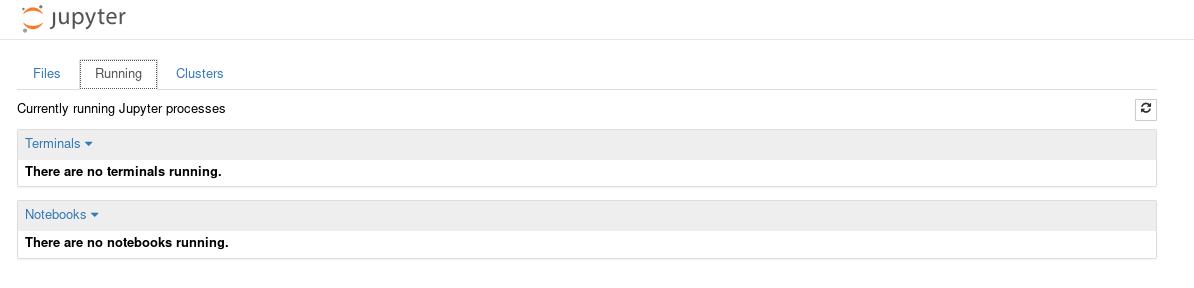 jupyter
Files Running Clusters
Currently running Jupyter processes
Terminals
There are no terminals running.
Notebooks
There are no notebooks running.